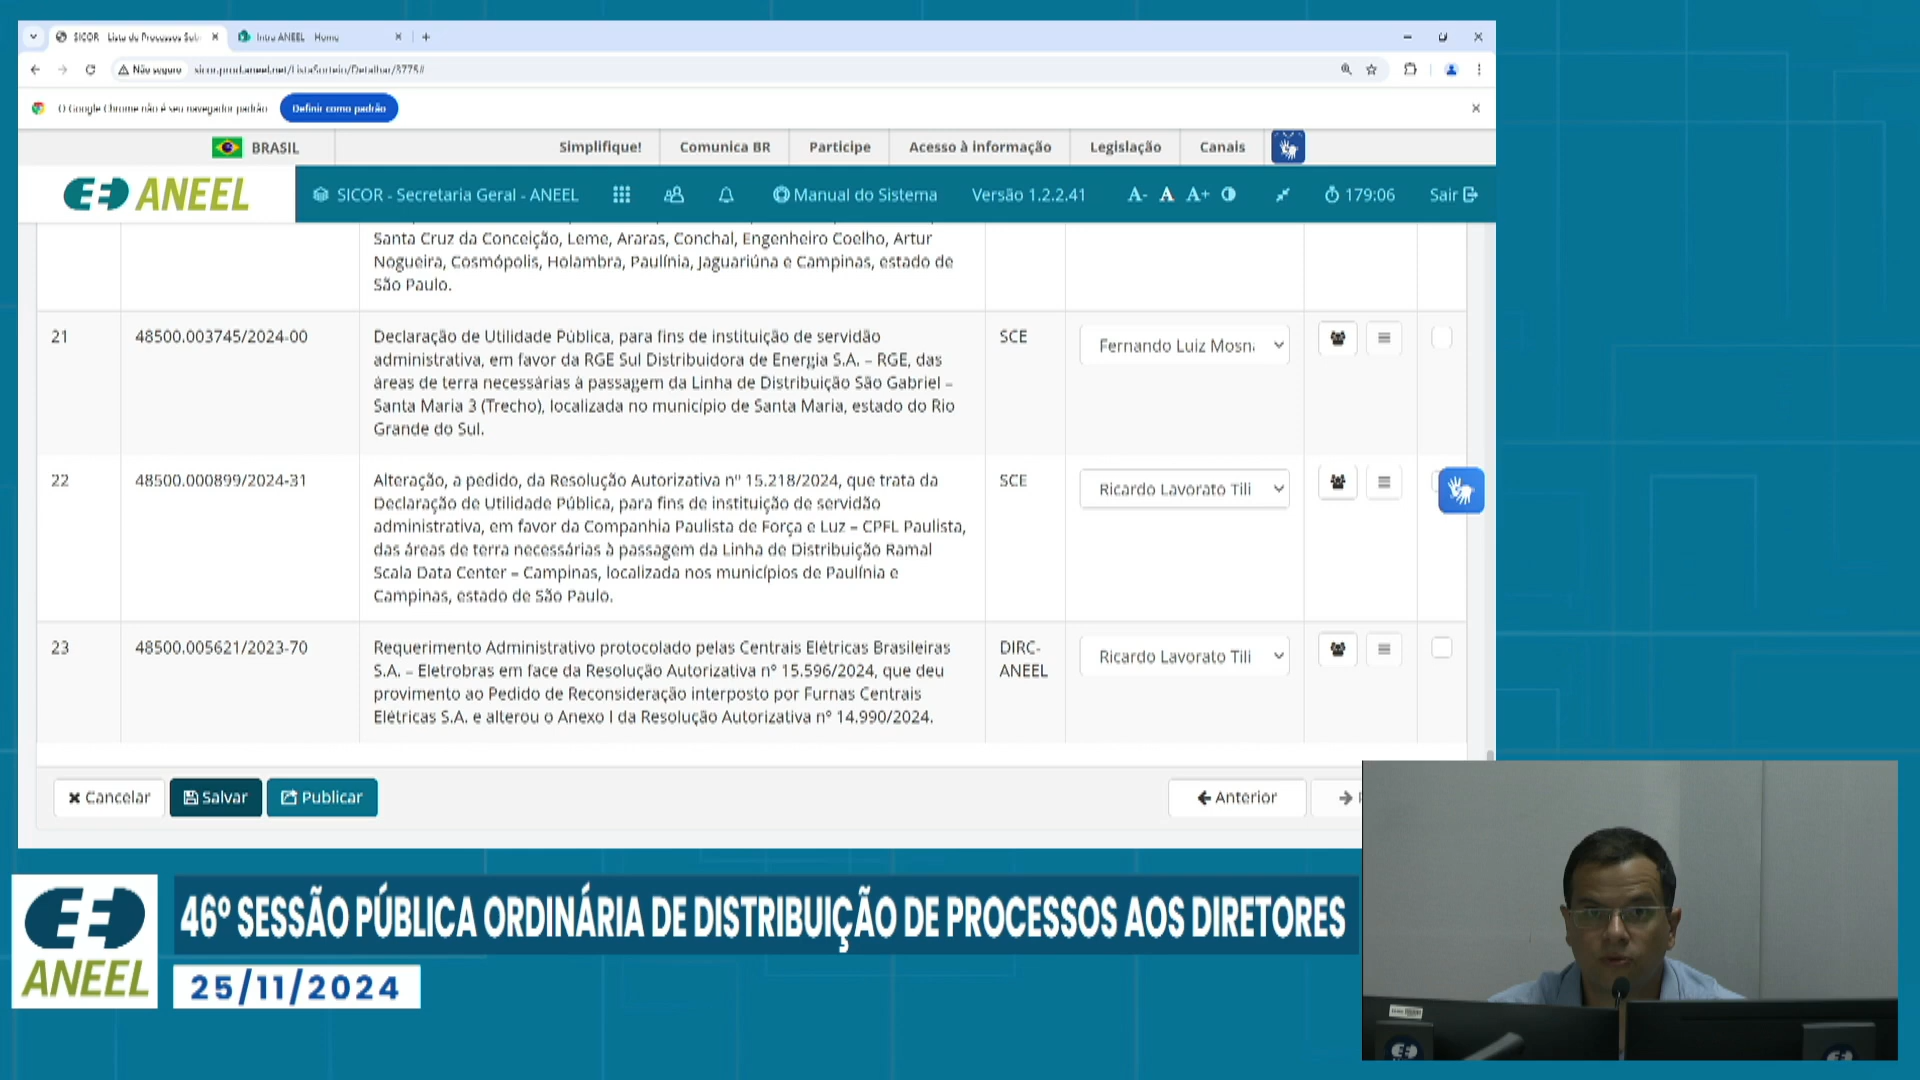 SICOR Lista de Processos Sub
Intra ANEEL Home
Não seguro
sicor.prod.aneel.net/ListaSorteio/Detalhar/3775#
O Google Chrome não é seu navegador padrão
Definir como padrão
BRASIL
Simplifique!
Comunica BR
Participe
Acesso à informação
Legislação
Canais
ANEEL
SICOR - Secretaria Geral - ANEEL
Manual do Sistema
Versão 1.2.2.41
A- A A+
179:06
Sair
Santa Cruz da Conceição, Leme, Araras, Conchal, Engenheiro Coelho, Artur
Nogueira, Cosmópolis, Holambra, Paulínia, Jaguariúna e Campinas, estado de
São Paulo.
21
48500.003745/2024-00
Declaração de Utilidade Pública, para fins de instituição de servidão
administrativa, em favor da RGE Sul Distribuidora de Energia S.A. – RGE, das
áreas de terra necessárias à passagem da Linha de Distribuição São Gabriel –
Santa Maria 3 (Trecho), localizada no município de Santa Maria, estado do Rio
Grande do Sul.
SCE
Fernando Luiz Mosna
22
48500.000899/2024-31
Alteração, a pedido, da Resolução Autorizativa nº 15.218/2024, que trata da
Declaração de Utilidade Pública, para fins de instituição de servidão
administrativa, em favor da Companhia Paulista de Força e Luz – CPFL Paulista,
das áreas de terra necessárias à passagem da Linha de Distribuição Ramal
Scala Data Center – Campinas, localizada nos municípios de Paulínia e
Campinas, estado de São Paulo.
SCE
Ricardo Lavorato Tili
23
48500.005621/2023-70
Requerimento Administrativo protocolado pelas Centrais Elétricas Brasileiras
S.A. – Eletrobras em face da Resolução Autorizativa nº 15.596/2024, que deu
provimento ao Pedido de Reconsideração interposto por Furnas Centrais
Elétricas S.A. e alterou o Anexo I da Resolução Autorizativa nº 14.990/2024.
DIRC-
ANEEL
Ricardo Lavorato Tili
Cancelar
Salvar
Publicar
Anterior
46º SESSÃO PÚBLICA ORDINÁRIA DE DISTRIBUIÇÃO DE PROCESSOS AOS DIRETORES
ANEEL
25/11/2024